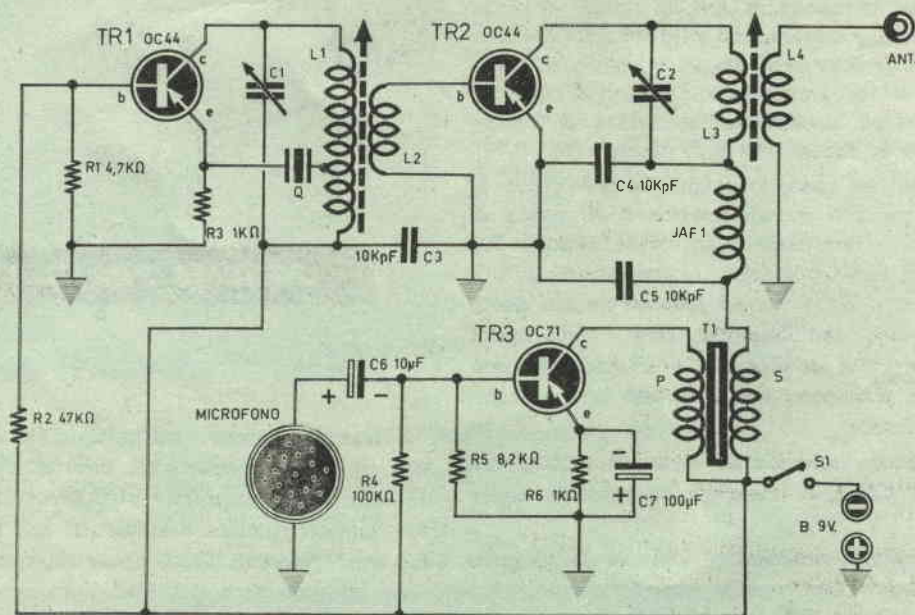 TR1 OC44
TR2 OC44
L1
L4
ANT.
c
C1
c
C2
b
b
e
e
L2
L3
R1 4,7KΩ
Q
C4 10KpF
R3 1KΩ
JAF1
10KpF
C3
C5 10KpF
TR3 OC71
T1
c
C6 10µF
P
S
+
-
b
R2 47KΩ
MICROFONO
e
-
S1
R5 8,2KΩ
R4
100KΩ
R6 1KΩ
+
C7 100µF
B 9V.
-
+